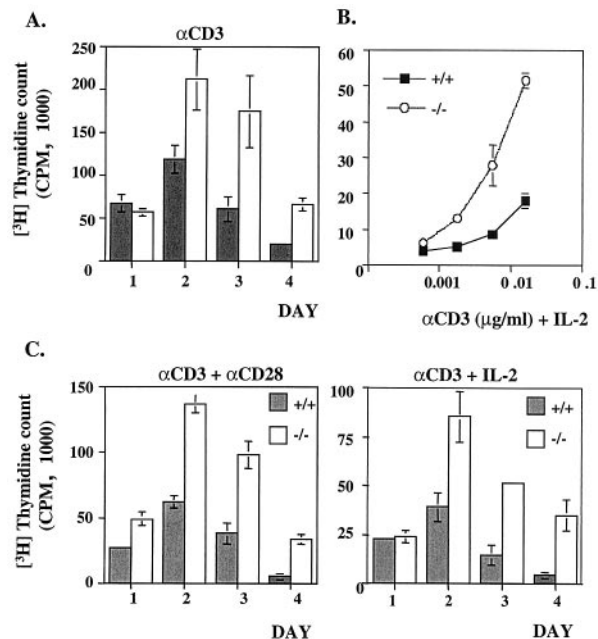 A.
αCD3
[³H] Thymidine count
(CPM, 1000)
250
200
150
100
50
0
1 2 3 4
DAY
B.
+/+
-/-
60
50
40
30
20
10
0
0.001 0 01 0 1
αCD3 (μg/ml) + IL-2
C.
αCD3 + αCD28
+/+
-/-
[³H] Thymidine count
(CPM, 1000)
150
100
50
0
1 2 3 4
DAY
αCD3 + IL-2
+/+
-/-
100
75
50
25
0
1 2 3 4
DAY